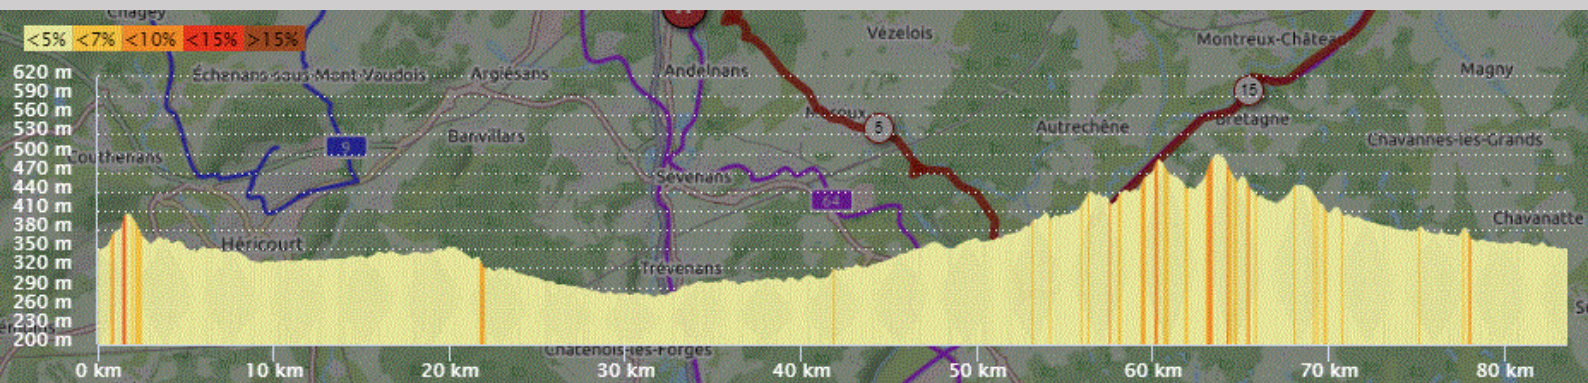 Chagey
Vézelois
<5% <7% <10% <15% >15%
Montreux-Château
620 m
Échenans-sous-Mont-Vaudois
Argiésans
Andelnans
Magny
590 m
15
560 m
Bretagne
530 m
5
Autrechêne
Banvillars
Chavannes-les-Grands
500 m
9
Couthenans
470 m
Sévenans
440 m
64
410 m
Chavanatte
380 m
350 m
Héricourt
320 m
Trévenans
290 m
260 m
230 m
200 m
Châtenois-les-Forges
0 km 10 km 20 km 30 km 40 km 50 km 60 km 70 km 80 km